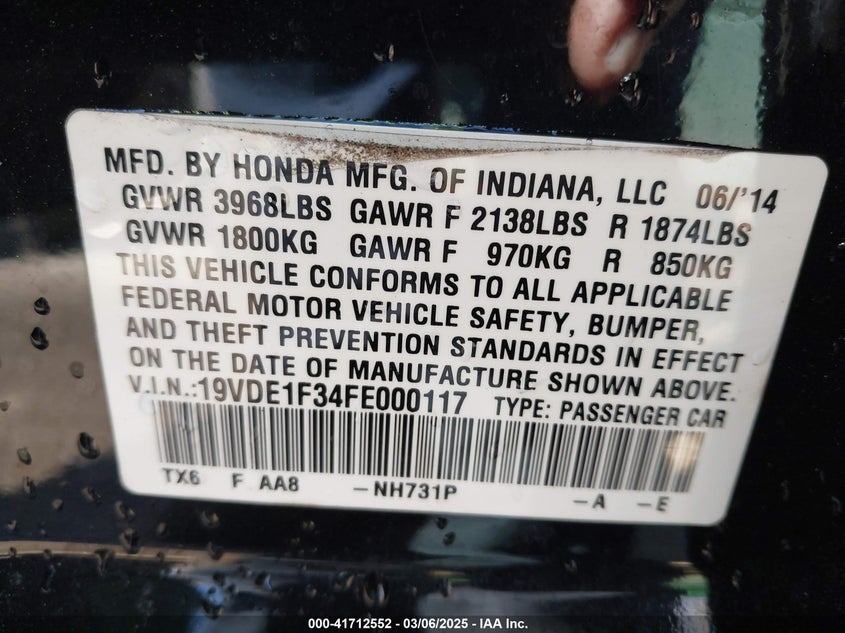 MFD. BY HONDA MFG. OF INDIANA, LLC 06/'14
GVWR 3968LBS GAWR F 2138LBS R 1874LBS
GVWR 1800KG GAWR F 970KG R 850KG
THIS VEHICLE CONFORMS TO ALL APPLICABLE
FEDERAL MOTOR VEHICLE SAFETY, BUMPER,
AND THEFT PREVENTION STANDARDS IN EFFECT
ON THE DATE OF MANUFACTURE SHOWN ABOVE.
V.I.N.:19VDE1F34FE000117 TYPE: PASSENGER CAR
TX6 F AA8 -NH731P -A -E
000-41712552 - 03/06/2025 - IAA Inc.